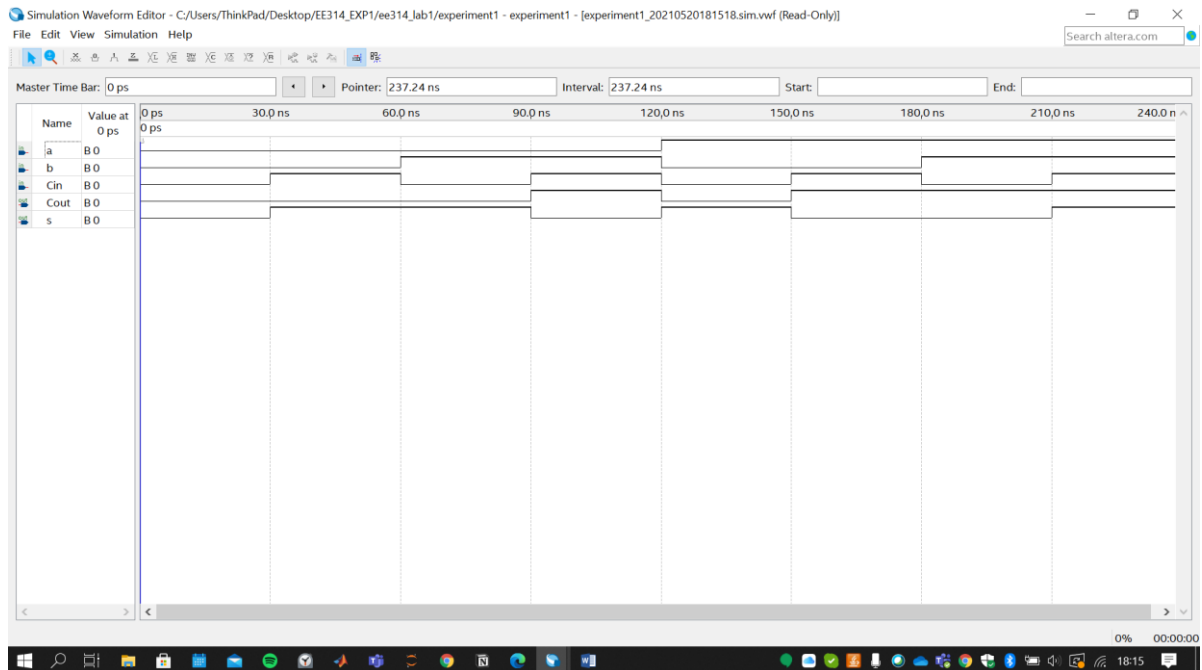 Simulation Waveform Editor - C:/Users/ThinkPad/Desktop/EE314_EXP1/ee314_lab1/experiment1 - experiment1 - [experiment1_20210520181518.sim.vwf (Read-Only)]
File Edit View Simulation Help
Search altera.com
Master Time Bar: 0 ps Pointer: 237.24 ns Interval: 237.24 ns Start: End:
Name Value at 0 ps 30.0 ns 60.0 ns 90.0 ns 120,0 ns 150,0 ns 180,0 ns 210,0 ns 240.0 n
0 ps 0 ps
a B 0
b B 0
Cin B 0
Cout B 0
s B 0
0% 00:00:00
18:15